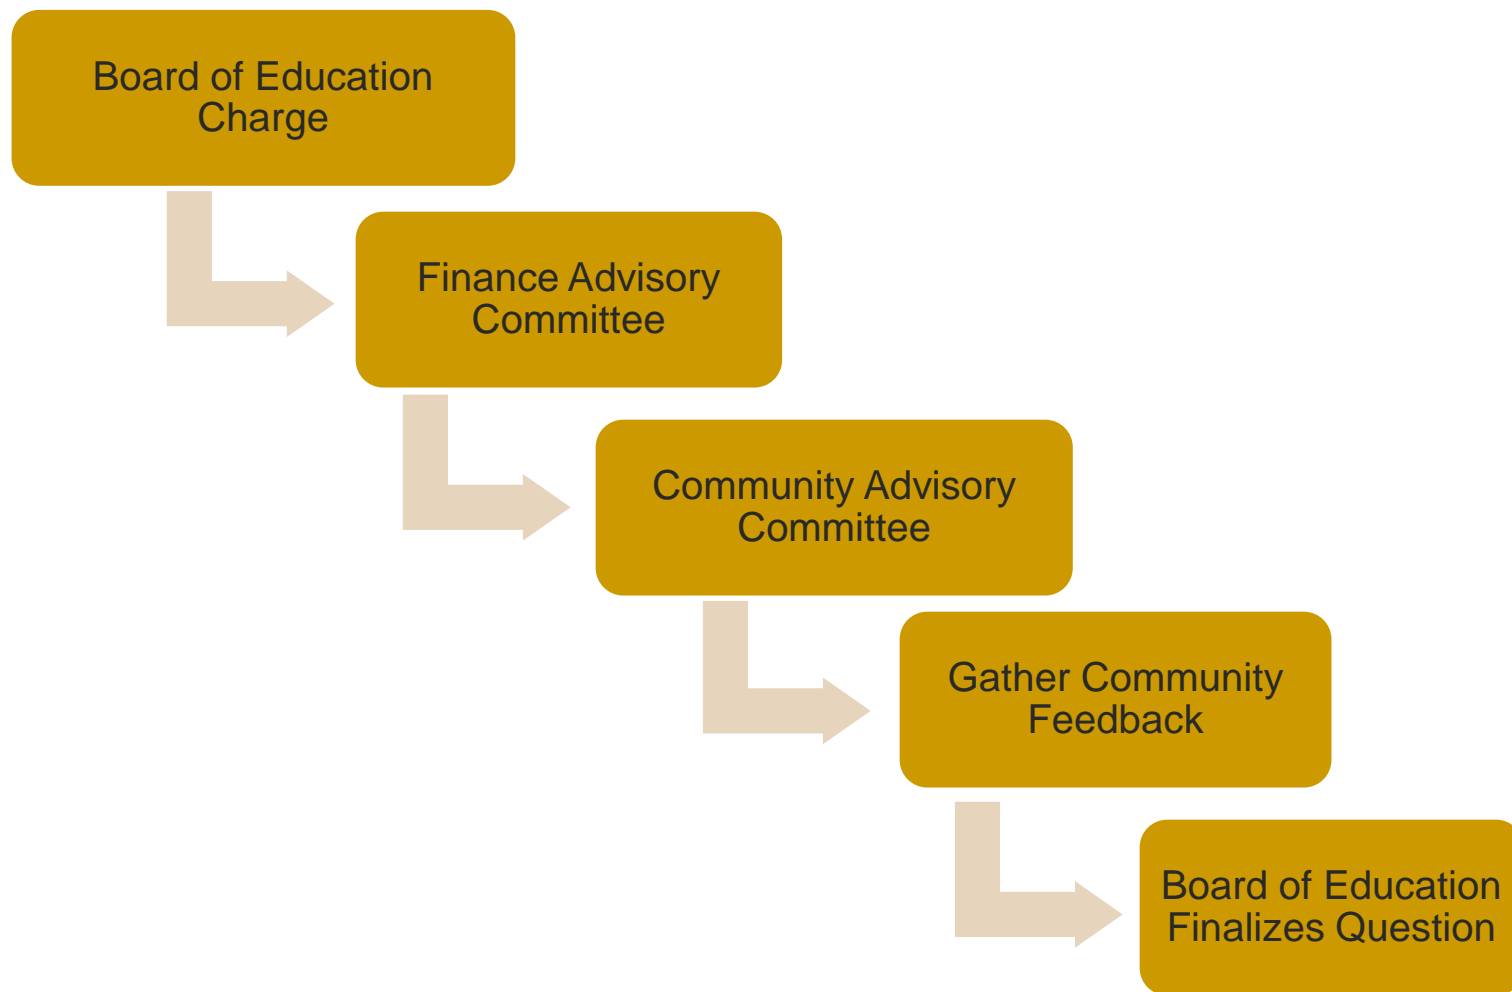 Board of Education
Charge
Finance Advisory
Committee
Community Advisory
Committee
Gather Community
Feedback
Board of Education
Finalizes Question